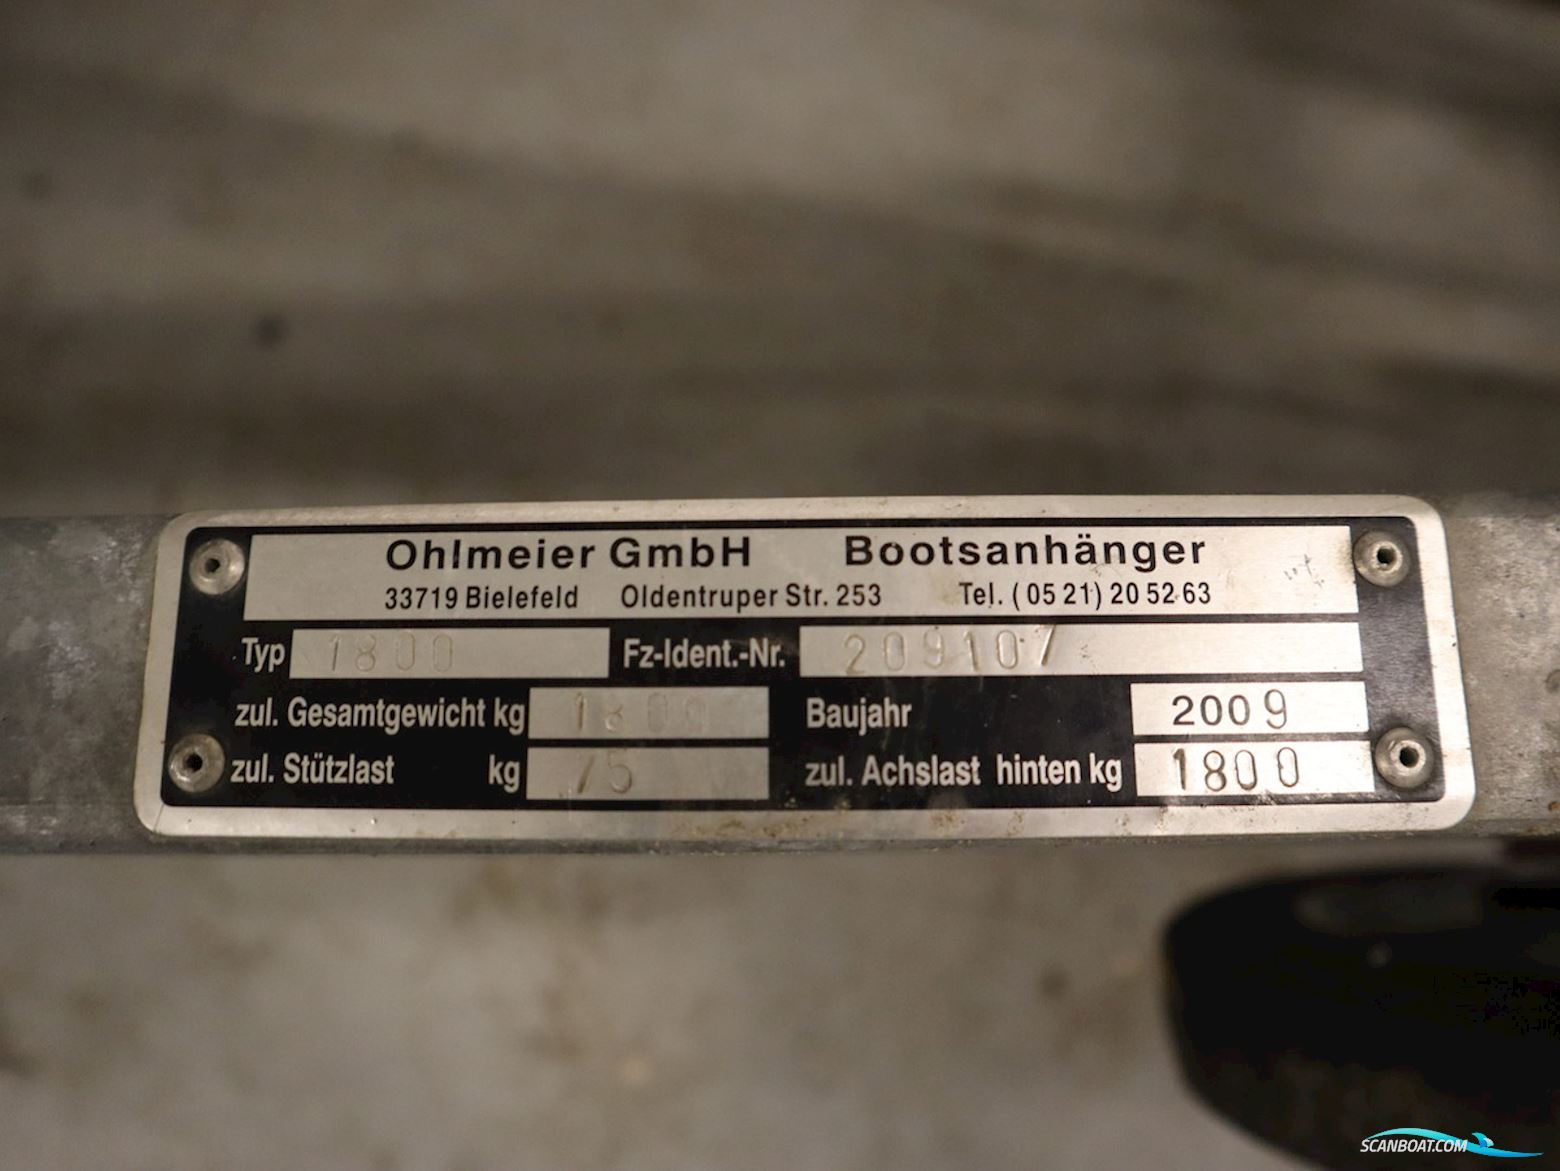 Ohlmeier GmbH Bootsanhänger
33719 Bielefeld Oldentruper Str. 253 Tel. (05 21) 20 52 63
Typ 1800 Fz-Ident.-Nr. 209107
zul. Gesamtgewicht kg 1800 Baujahr 2009
zul. Stützlast kg 75 zul. Achslast hinten kg 1800
SCANBOAT.COM